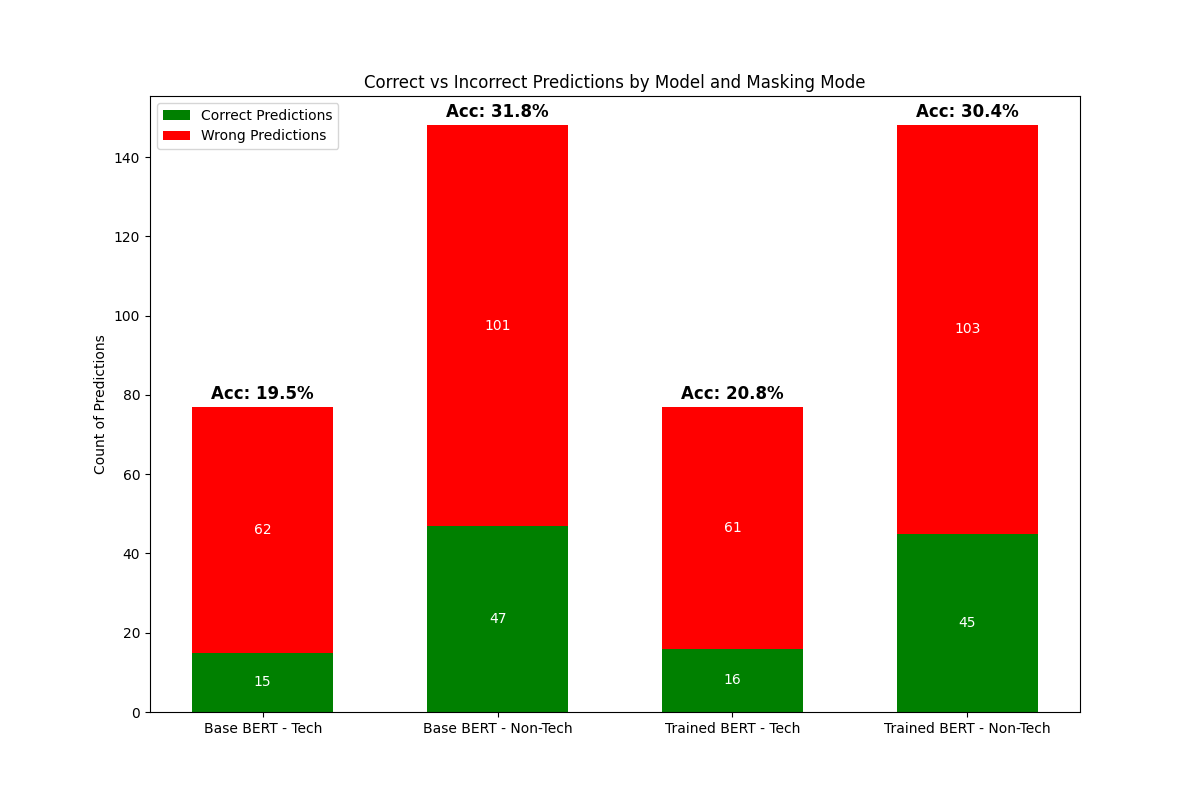 Correct vs Incorrect Predictions by Model and Masking Mode
Correct Predictions
Wrong Predictions
Acc: 31.8%
Acc: 30.4%
Acc: 19.5%
Acc: 20.8%
Count of Predictions
140
120
100
80
60
40
20
0
62
15
101
47
61
16
103
45
Base BERT - Tech
Base BERT - Non-Tech
Trained BERT - Tech
Trained BERT - Non-Tech